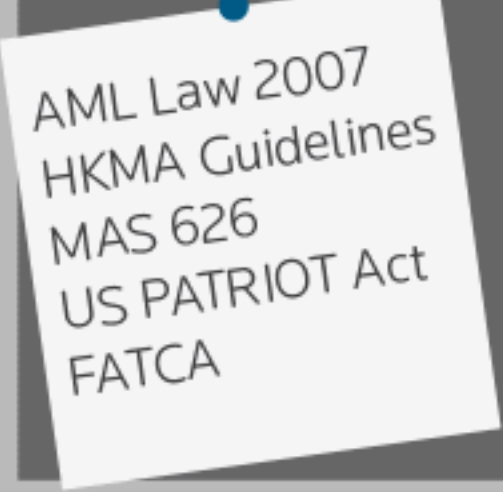 AML Law 2007
HKMA Guidelines
MAS 626
US PATRIOT Act
FATCA